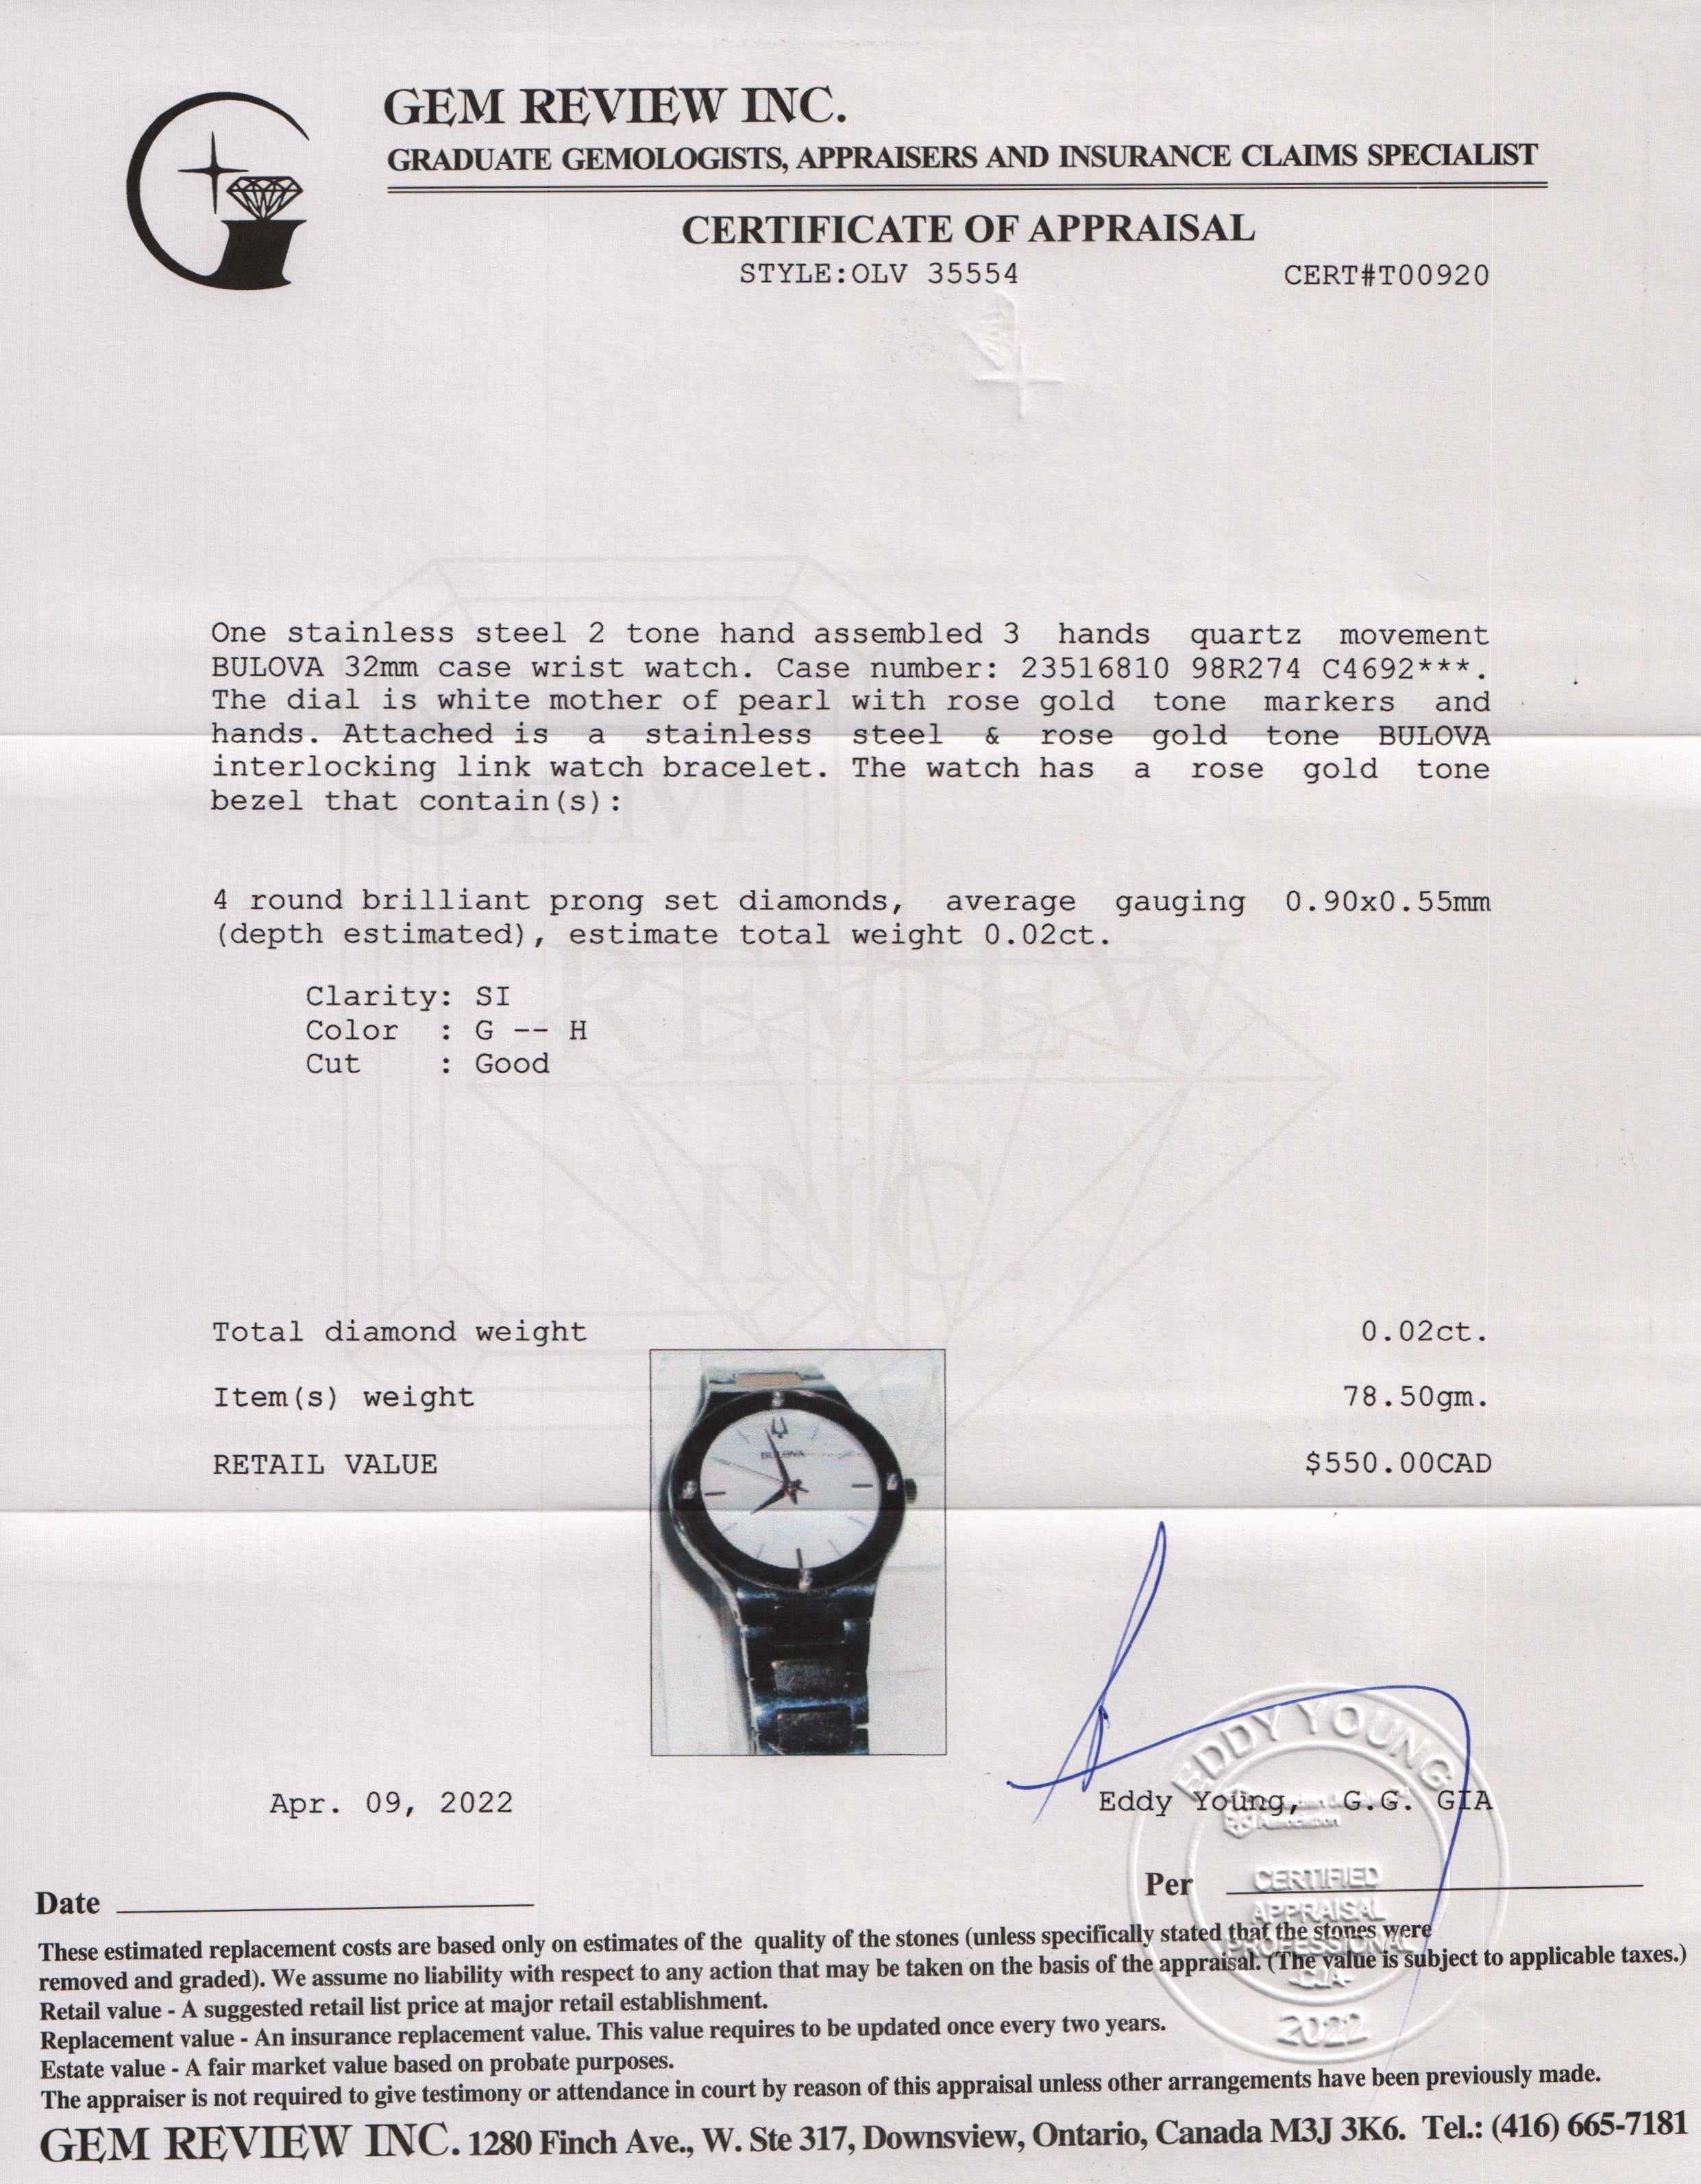 GEM REVIEW INC.
GRADUATE GEMOLOGISTS, APPRAISERS AND INSURANCE CLAIMS SPECIALIST
CERTIFICATE OF APPRAISAL
STYLE:OLV 35554 CERT#T00920
One stainless steel 2 tone hand assembled 3 hands quartz movement
BULOVA 32mm case wrist watch. Case number: 23516810 98R274 C4692***.
The dial is white mother of pearl with rose gold tone markers and
hands. Attached is a stainless steel & rose gold tone BULOVA
interlocking link watch bracelet. The watch has a rose gold tone
bezel that contain(s):
GEM
4 round brilliant prong set diamonds, average gauging 0.90x0.55mm
(depth estimated), estimate total weight 0.02ct.
REVIEW
Clarity: SI
Color : G -- H
Cut : Good
INC.
Total diamond weight 0.02ct.
Item(s) weight 78.50gm.
RETAIL VALUE $550.00CAD
BULOVA
EDDY YOUNG
Apr. 09, 2022 Eddy Young, G.G. GIA
Association
CERTIFIED
APPRAISAL
PROFESSIONAL
-CJA-
2022
Date Per
These estimated replacement costs are based only on estimates of the quality of the stones (unless specifically stated that the stones were
removed and graded). We assume no liability with respect to any action that may be taken on the basis of the appraisal. (The value is subject to applicable taxes.)
Retail value - A suggested retail list price at major retail establishment.
Replacement value - An insurance replacement value. This value requires to be updated once every two years.
Estate value - A fair market value based on probate purposes.
The appraiser is not required to give testimony or attendance in court by reason of this appraisal unless other arrangements have been previously made.
GEM REVIEW INC. 1280 Finch Ave., W. Ste 317, Downsview, Ontario, Canada M3J 3K6. Tel.: (416) 665-7181